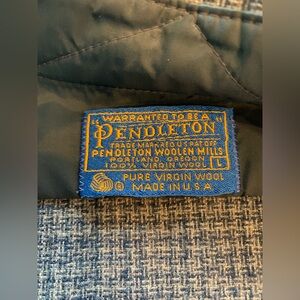 "WARRANTED TO BE A
PENDLETON"
TRADE MARK REG U.S. PAT. OFF.
PENDLETON WOOLEN MILLS
PORTLAND, OREGON
100% VIRGIN WOOL
L
PURE VIRGIN WOOL
MADE IN U.S.A.